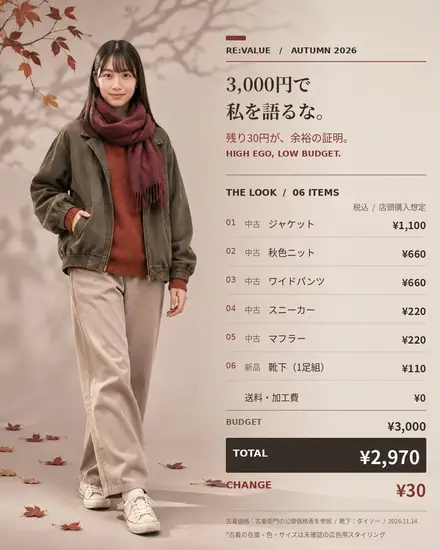 RE:VALUE / AUTUMN 2026
3,000円で
私を語るな。
残り30円が、余裕の証明。
HIGH EGO, LOW BUDGET.
THE LOOK / 06 ITEMS
税込 / 店頭購入想定
01 中古 ジャケット ¥1,100
02 中古 秋色ニット ¥660
03 中古 ワイドパンツ ¥660
04 中古 スニーカー ¥220
05 中古 マフラー ¥220
06 新品 靴下（1足組） ¥110
送料・加工費 ¥0
BUDGET ¥3,000
TOTAL ¥2,970
CHANGE ¥30
古着価格：古着専門の公開価格表を参照 / 靴下：ダイソー / 2026.11.14
*古着の在庫・色・サイズは未確認の広告用スタイリング